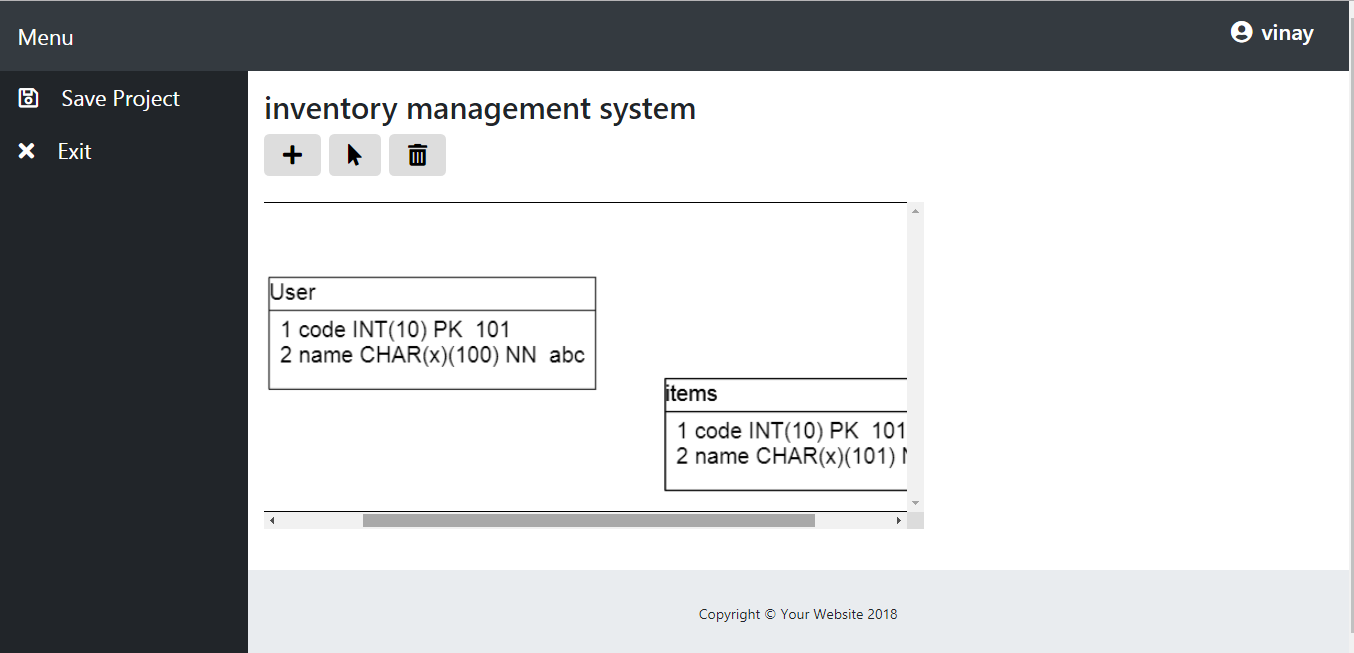 Menu
vinay
Save Project
Exit
inventory management system
User
1 code INT(10) PK  101
2 name CHAR(x)(100) NN  abc
items
1 code INT(10) PK  101
2 name CHAR(x)(101)
Copyright © Your Website 2018